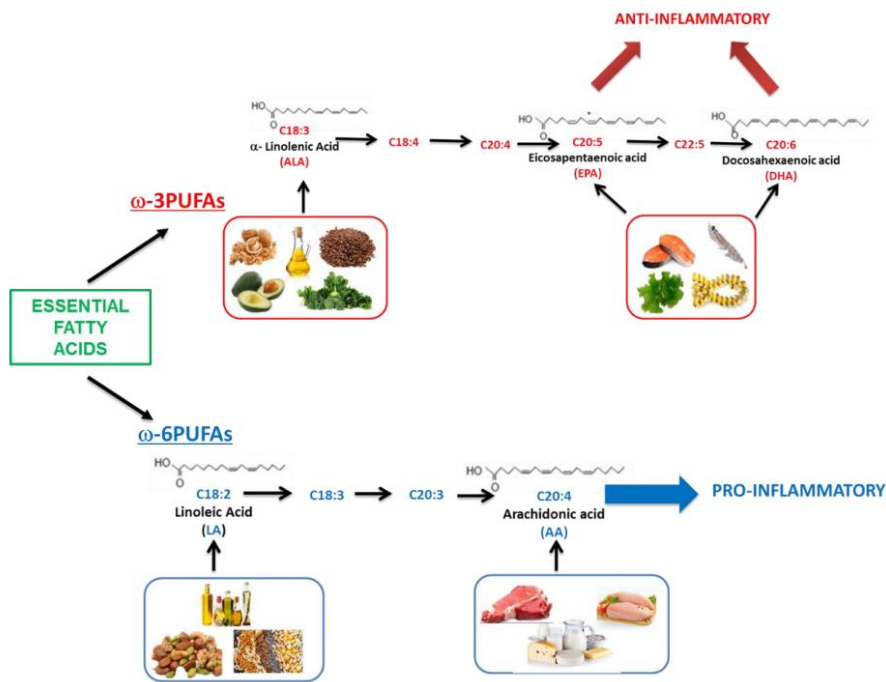 ANTI-INFLAMMATORY
HO
O
C18:3
α- Linolenic Acid
(ALA)
C18:4
C20:4
HO
O
*
C20:5
Eicosapentaenoic acid
(EPA)
C22:5
HO
O
C20:6
Docosahexaenoic acid
(DHA)
ω-3PUFAs
ESSENTIAL
FATTY
ACIDS
ω-6PUFAs
HO
O
C18:2
Linoleic Acid
(LA)
C18:3
C20:3
HO
O
C20:4
Arachidonic acid
(AA)
PRO-INFLAMMATORY